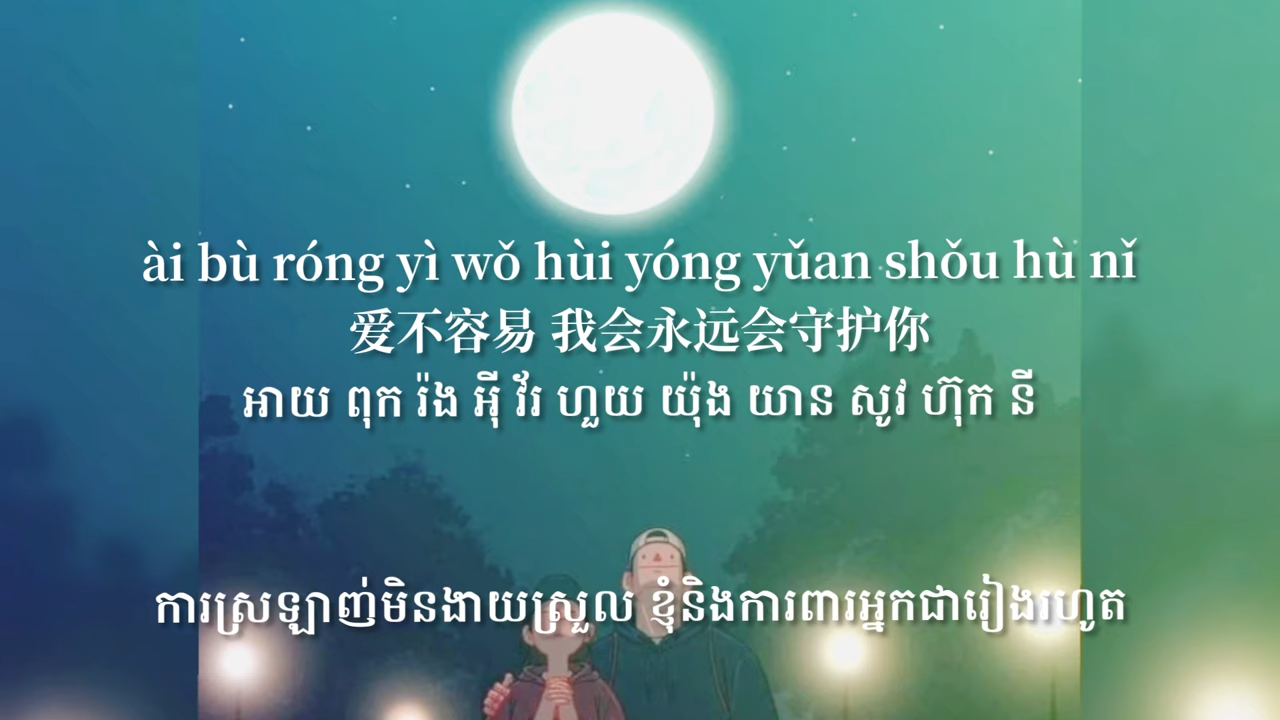 ài bù róng yì wǒ hùi yóng yǔan shǒu hù nǐ
爱不容易 我会永远会守护你
អាយ ពុក រ៉ង អ៊ី វ័រ ហួយ យ៉ុង យាន សូវ ហ៊ុក នី
ការស្រឡាញ់មិនងាយស្រួល ខ្ញុំនិងការពារអ្នកជារៀងរហូត